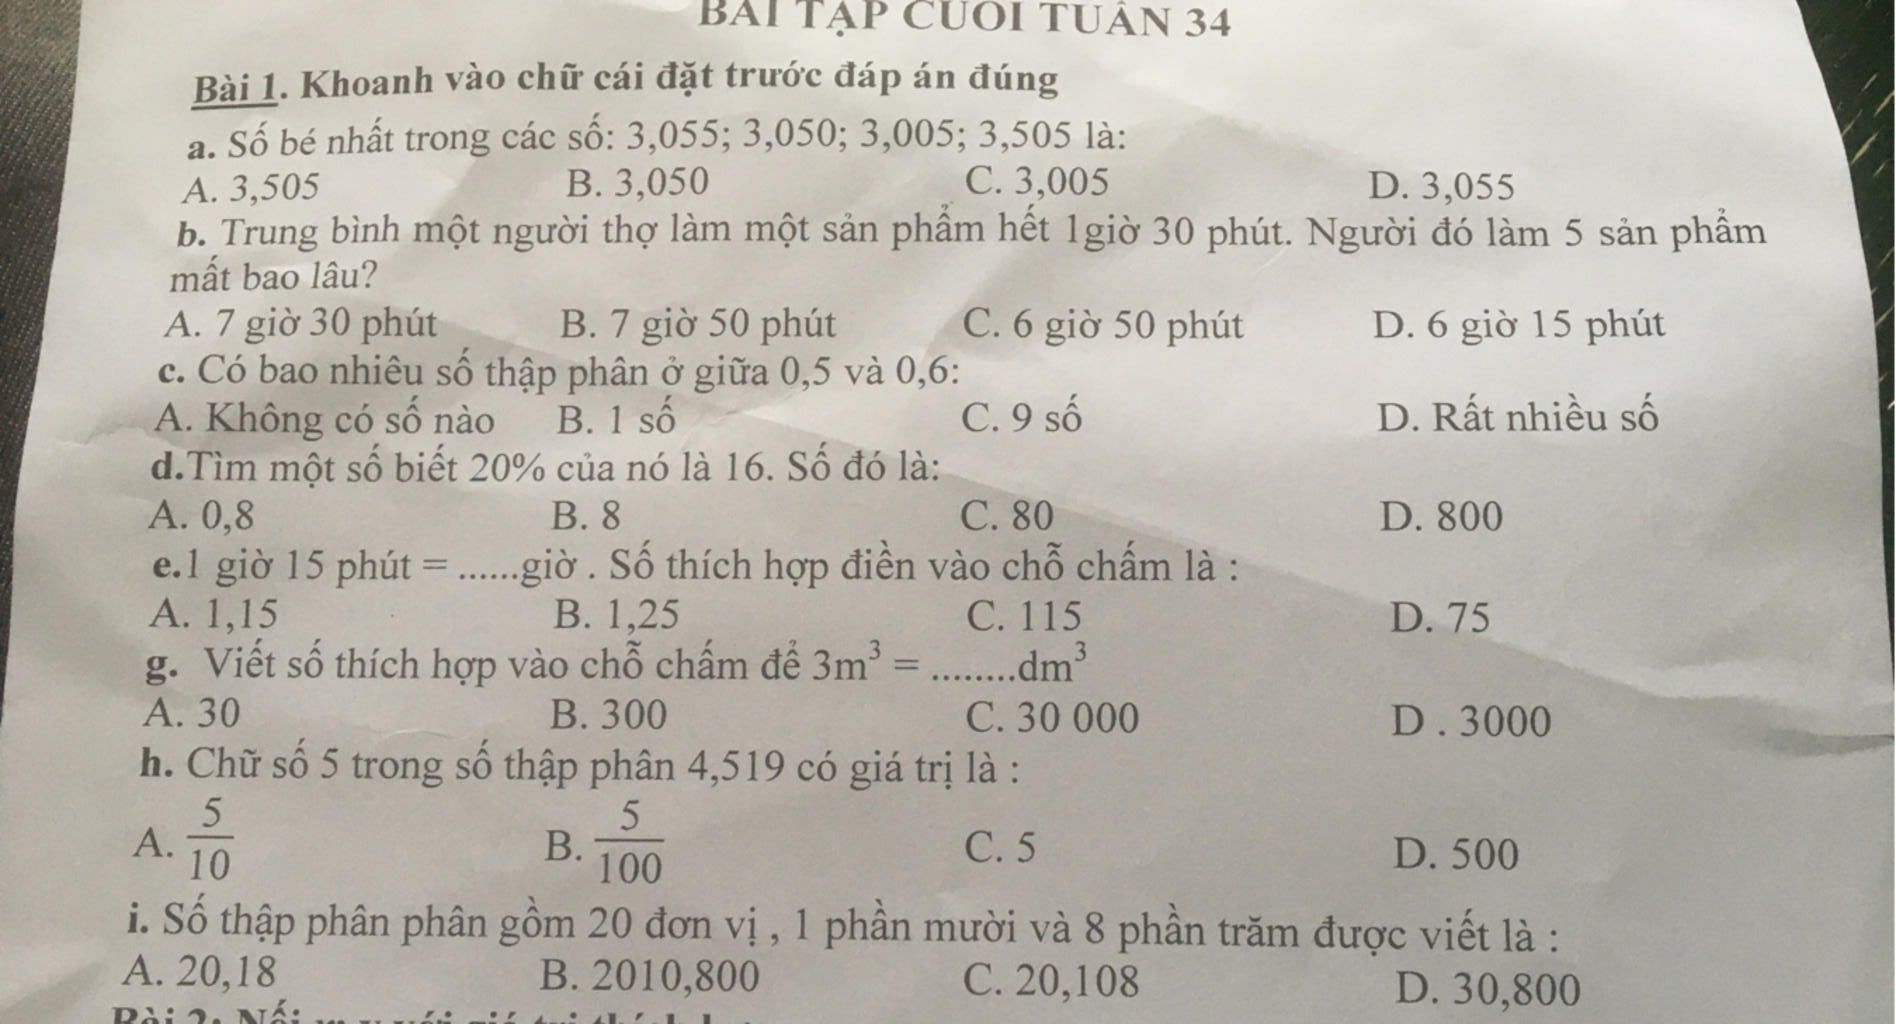 BÀI TẬP CUỐI TUẦN 34
Bài 1. Khoanh vào chữ cái đặt trước đáp án đúng
a. Số bé nhất trong các số: 3,055; 3,050; 3,005; 3,505 là:
A. 3,505 B. 3,050 C. 3,005 D. 3,055
b. Trung bình một người thợ làm một sản phẩm hết 1giờ 30 phút. Người đó làm 5 sản phẩm
mất bao lâu?
A. 7 giờ 30 phút B. 7 giờ 50 phút C. 6 giờ 50 phút D. 6 giờ 15 phút
c. Có bao nhiêu số thập phân ở giữa 0,5 và 0,6:
A. Không có số nào B. 1 số C. 9 số D. Rất nhiều số
d.Tìm một số biết 20% của nó là 16. Số đó là:
A. 0,8 B. 8 C. 80 D. 800
e.1 giờ 15 phút = ......giờ . Số thích hợp điền vào chỗ chấm là :
A. 1,15 B. 1,25 C. 115 D. 75
g. Viết số thích hợp vào chỗ chấm để 3m³ = ........dm³
A. 30 B. 300 C. 30 000 D . 3000
h. Chữ số 5 trong số thập phân 4,519 có giá trị là :
A. 5/10 B. 5/100 C. 5 D. 500
i. Số thập phân phân gồm 20 đơn vị , 1 phần mười và 8 phần trăm được viết là :
A. 20,18 B. 2010,800 C. 20,108 D. 30,800
Bài 2: Nối